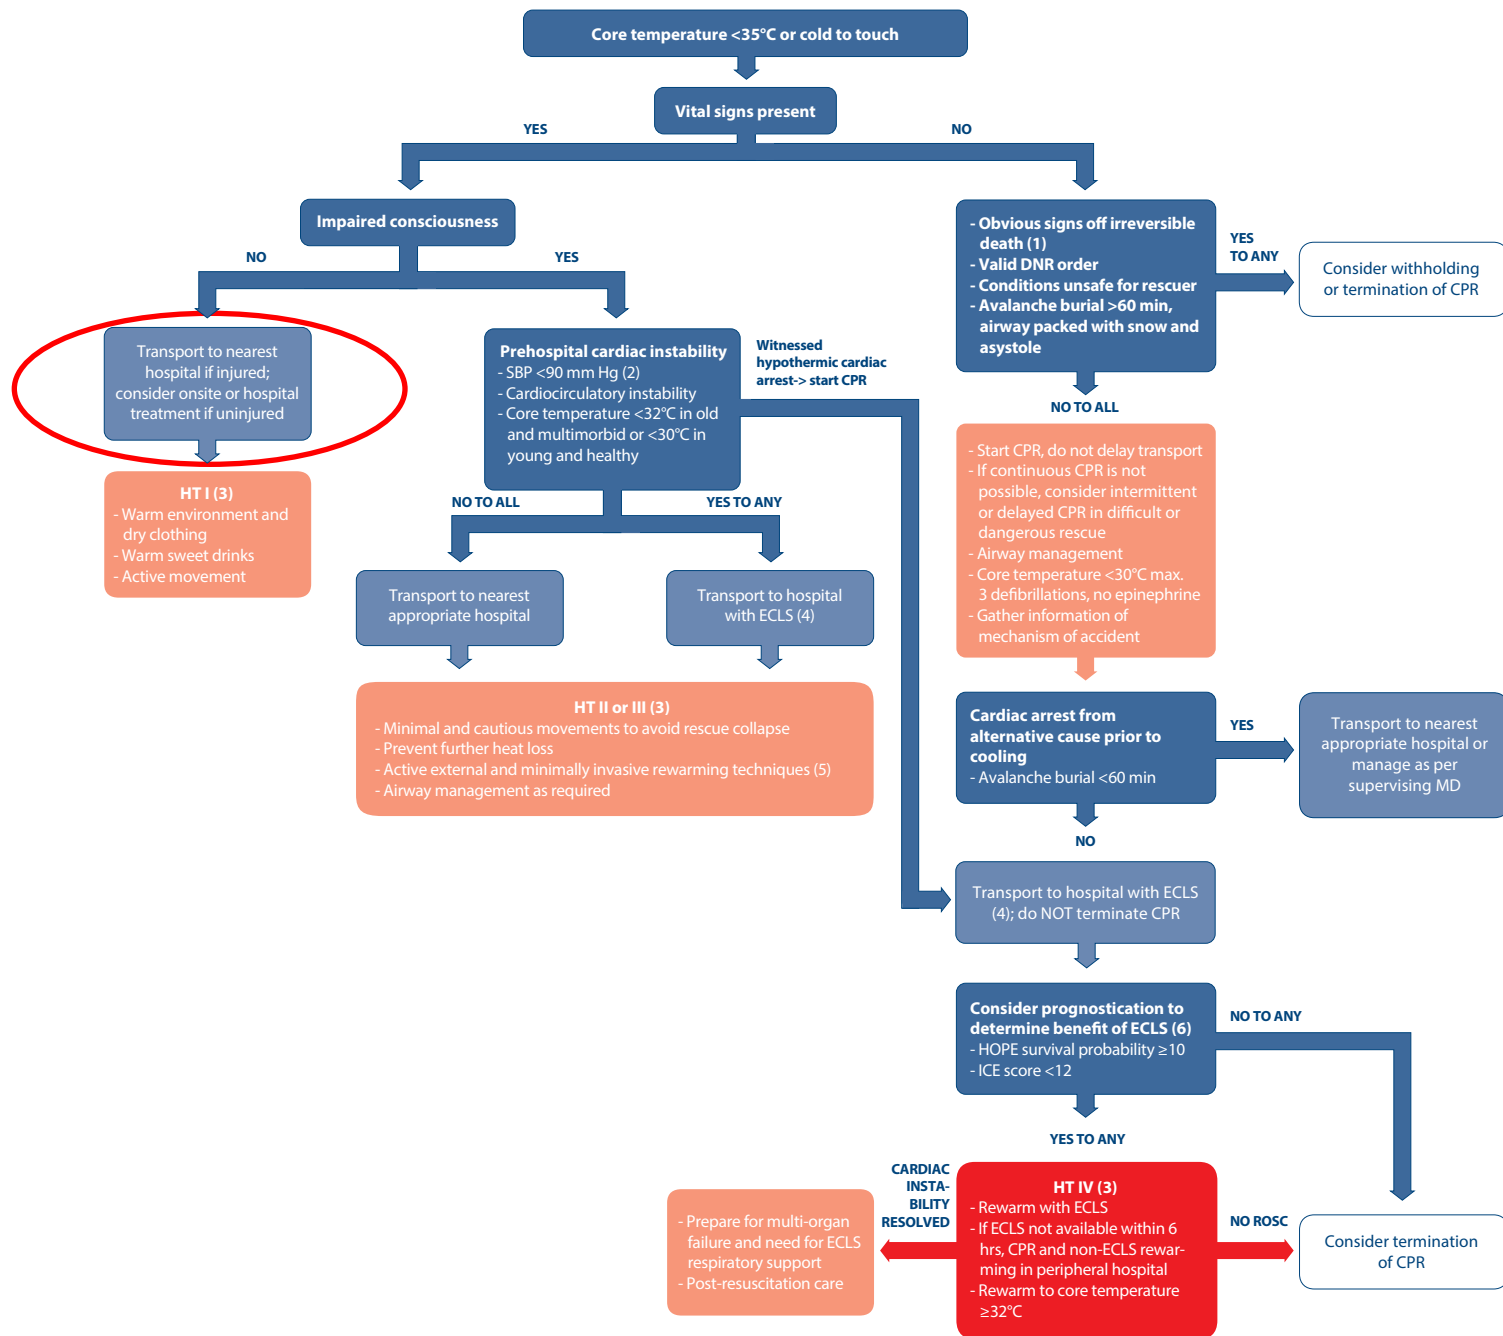 Core temperature <35°C or cold to touch
Vital signs present
YES
NO
Impaired consciousness
NO
YES
- Obvious signs off irreversible
death (1)
- Valid DNR order
- Conditions unsafe for rescuer
- Avalanche burial >60 min,
airway packed with snow and
asystole
YES
TO ANY
Consider withholding
or termination of CPR
Transport to nearest
hospital if injured;
consider onsite or hospital
treatment if uninjured
Prehospital cardiac instability
- SBP <90 mm Hg (2)
- Cardiocirculatory instability
- Core temperature <32°C in old
and multimorbid or <30°C in
young and healthy
Witnessed
hypothermic cardiac
arrest-> start CPR
NO TO ALL
HT I (3)
- Warm environment and
dry clothing
- Warm sweet drinks
- Active movement
NO TO ALL
YES TO ANY
- Start CPR, do not delay transport
- If continuous CPR is not
possible, consider intermittent
or delayed CPR in difficult or
dangerous rescue
- Airway management
- Core temperature <30°C max.
3 defibrillations, no epinephrine
- Gather information of
mechanism of accident
Transport to nearest
appropriate hospital
Transport to hospital
with ECLS (4)
HT II or III (3)
- Minimal and cautious movements to avoid rescue collapse
- Prevent further heat loss
- Active external and minimally invasive rewarming techniques (5)
- Airway management as required
Cardiac arrest from
alternative cause prior to
cooling
- Avalanche burial <60 min
YES
Transport to nearest
appropriate hospital or
manage as per
supervising MD
NO
Transport to hospital with ECLS
(4); do NOT terminate CPR
Consider prognostication to
determine benefit of ECLS (6)
- HOPE survival probability ≥10
- ICE score <12
NO TO ANY
YES TO ANY
CARDIAC
INSTA-
BILITY
RESOLVED
- Prepare for multi-organ
failure and need for ECLS
respiratory support
- Post-resuscitation care
HT IV (3)
- Rewarm with ECLS
- If ECLS not available within 6
hrs, CPR and non-ECLS rewar-
ming in peripheral hospital
- Rewarm to core temperature
≥32°C
NO ROSC
Consider termination
of CPR